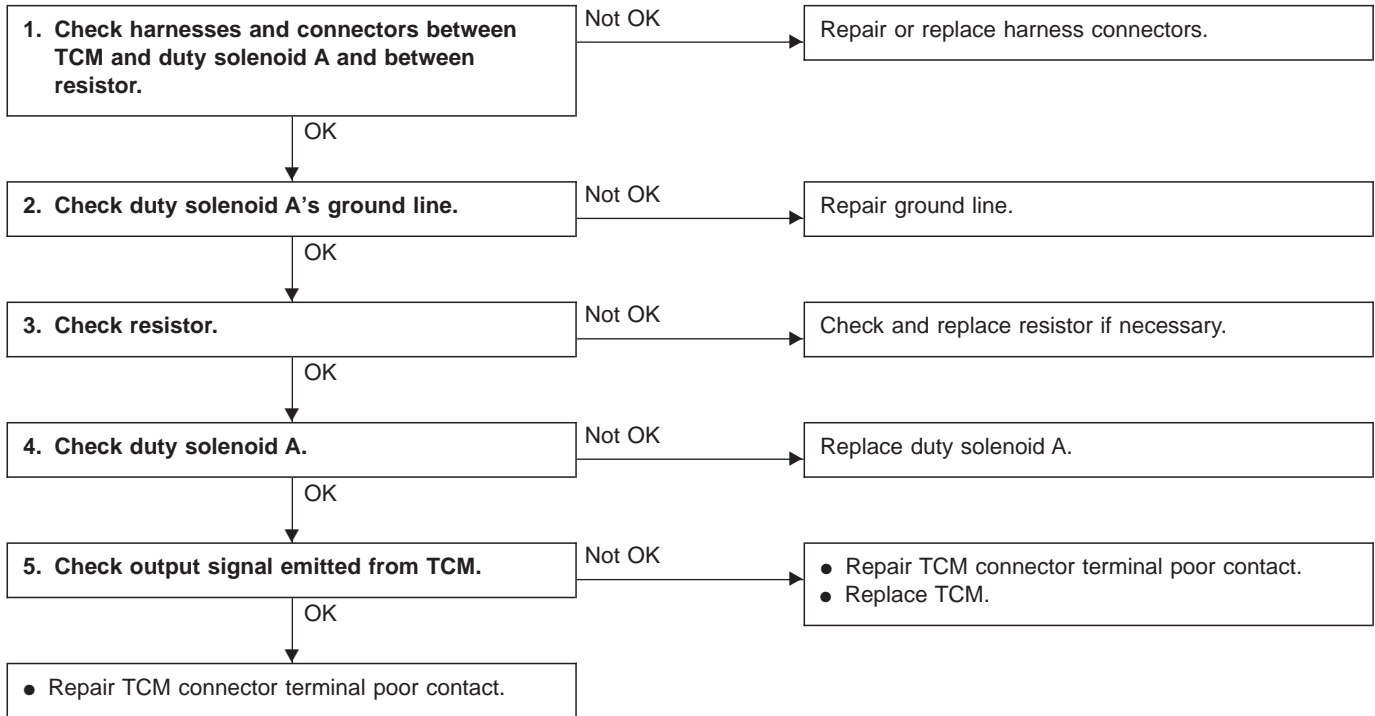 1. Check harnesses and connectors between
TCM and duty solenoid A and between
resistor.
Not OK
Repair or replace harness connectors.
OK
2. Check duty solenoid A’s ground line.
Not OK
Repair ground line.
OK
3. Check resistor.
Not OK
Check and replace resistor if necessary.
OK
4. Check duty solenoid A.
Not OK
Replace duty solenoid A.
OK
5. Check output signal emitted from TCM.
Not OK
● Repair TCM connector terminal poor contact.
● Replace TCM.
OK
● Repair TCM connector terminal poor contact.